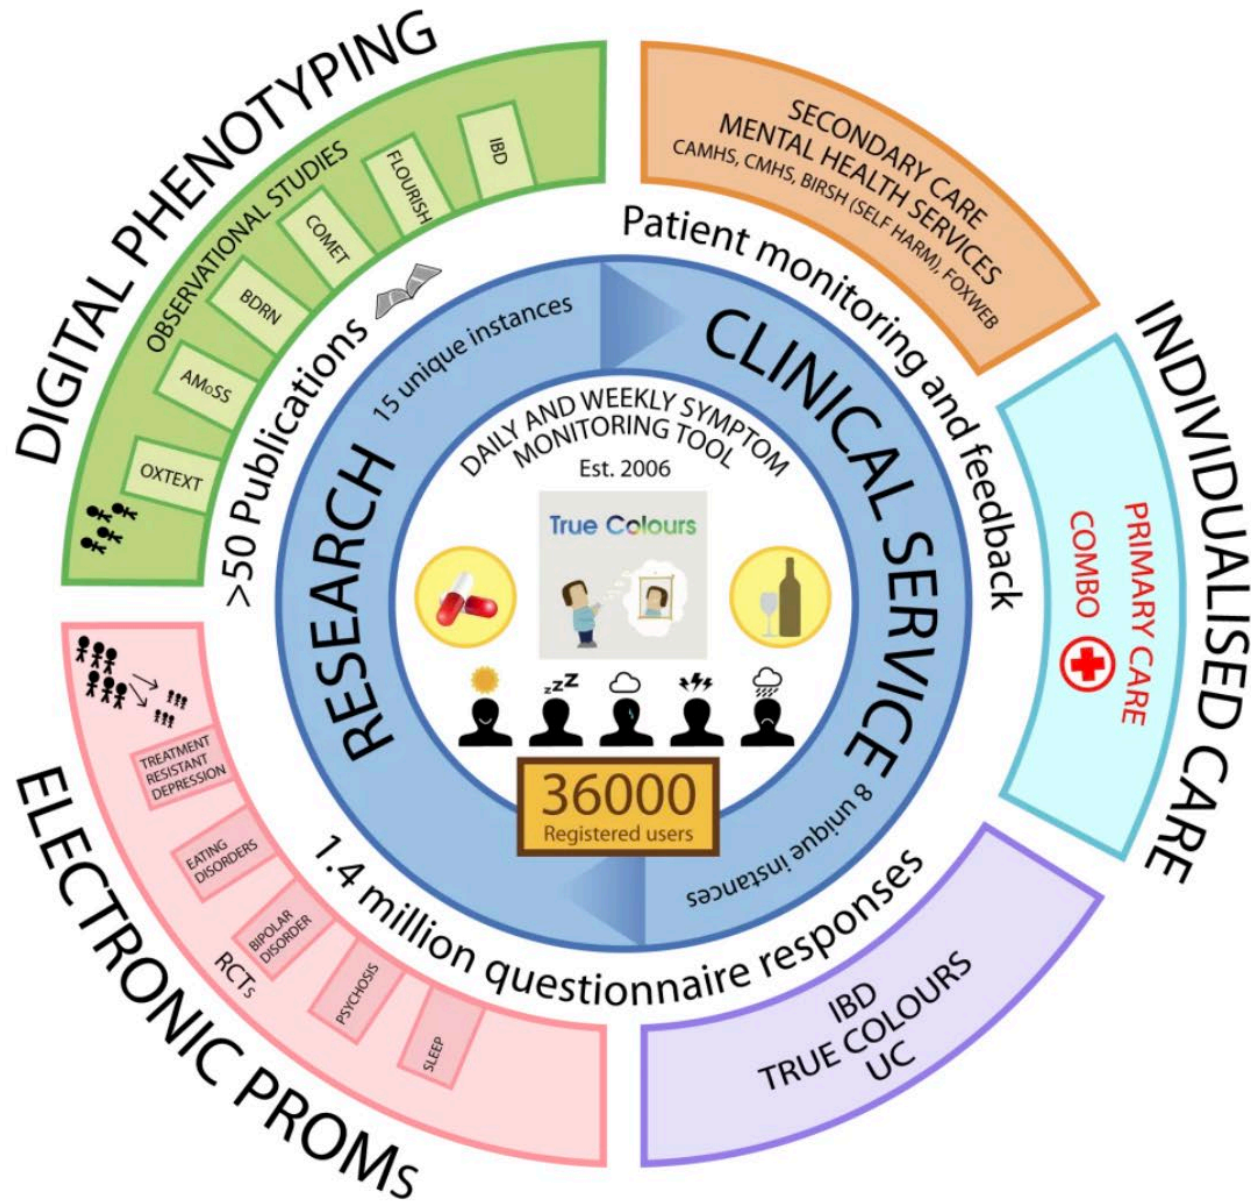 DIGITAL PHENOTYPING
OBSERVATIONAL STUDIES
OXTEXT
AMoSS
BDRN
COMET
FLOURISH
IBD
>50 Publications
SECONDARY CARE
MENTAL HEALTH SERVICES
CAMHS, CMHS, BIRSH (SELF HARM), FOXWEB
Patient monitoring and feedback
INDIVIDUALISED CARE
PRIMARY CARE
COMBO
IBD
TRUE COLOURS
UC
RESEARCH
15 unique instances
CLINICAL SERVICE
8 unique instances
DAILY AND WEEKLY SYMPTOM
MONITORING TOOL
Est. 2006
True Colours
zzZ
36000
Registered users
1.4 million questionnaire responses
ELECTRONIC PROMs
TREATMENT
RESISTANT
DEPRESSION
EATING
DISORDERS
BIPOLAR
DISORDER
RCTs
PSYCHOSIS
SLEEP